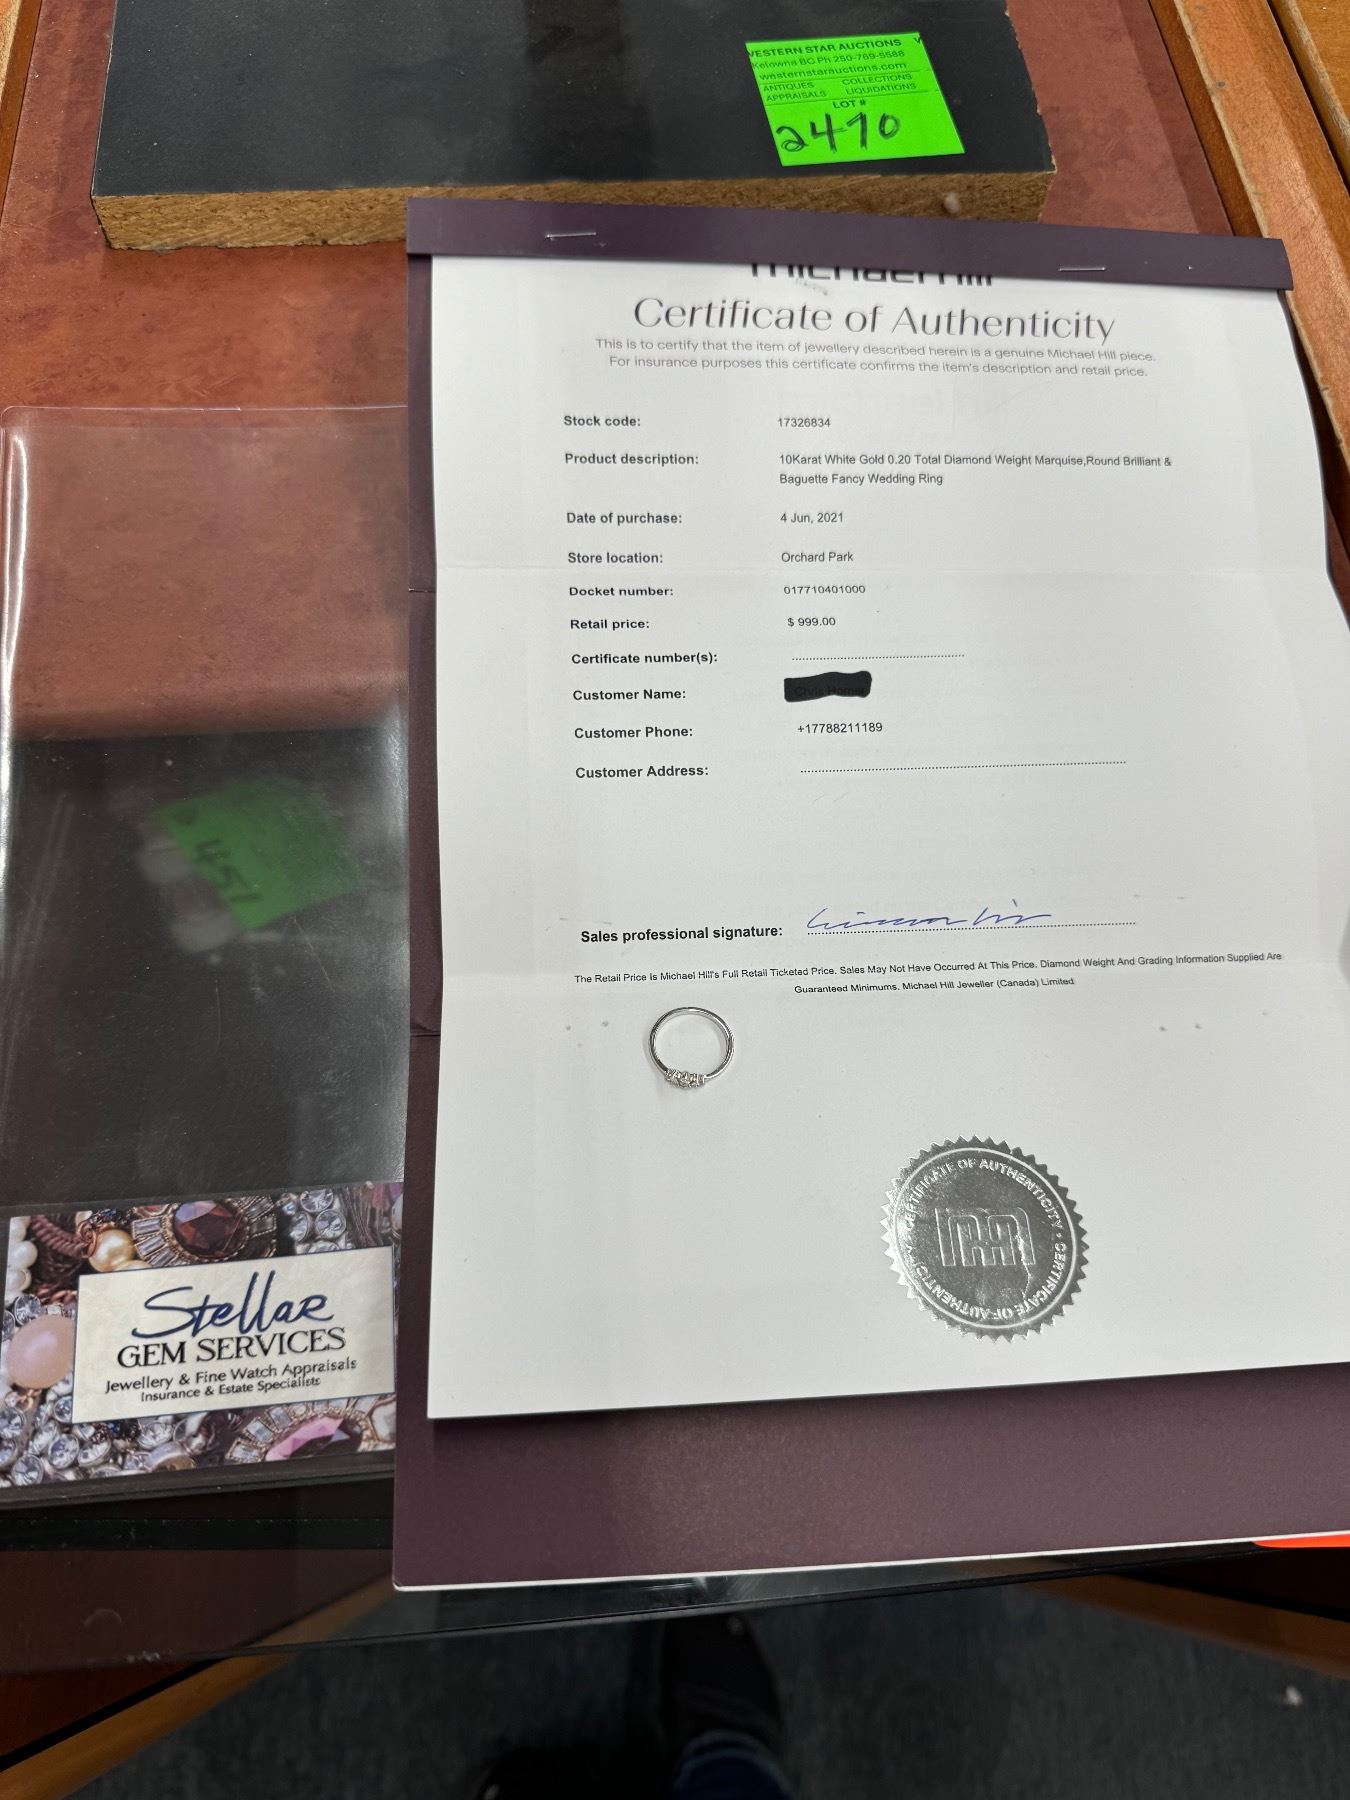 WESTERN STAR AUCTIONS
Kelowna BC Ph 250-769-5588
westernstarauctions.com
ANTIQUES COLLECTIONS
APPRAISALS LIQUIDATIONS
LOT #
2470
michael hill
Certificate of Authenticity
This is to certify that the item of jewellery described herein is a genuine Michael Hill piece.
For insurance purposes this certificate confirms the item's description and retail price.
Stock code: 17326834
Product description: 10Karat White Gold 0.20 Total Diamond Weight Marquise,Round Brilliant &
Baguette Fancy Wedding Ring
Date of purchase: 4 Jun, 2021
Store location: Orchard Park
Docket number: 017710401000
Retail price: $ 999.00
Certificate number(s):
Customer Name:
Customer Phone: +17788211189
Customer Address:
Sales professional signature:
The Retail Price Is Michael Hill's Full Retail Ticketed Price. Sales May Not Have Occurred At This Price. Diamond Weight And Grading Information Supplied Are
Guaranteed Minimums. Michael Hill Jeweller (Canada) Limited
CERTIFICATE OF AUTHENTICITY • CERTIFICATE OF AUTHENTICITY
451
Stellar
GEM SERVICES
Jewellery & Fine Watch Appraisals
Insurance & Estate Specialists